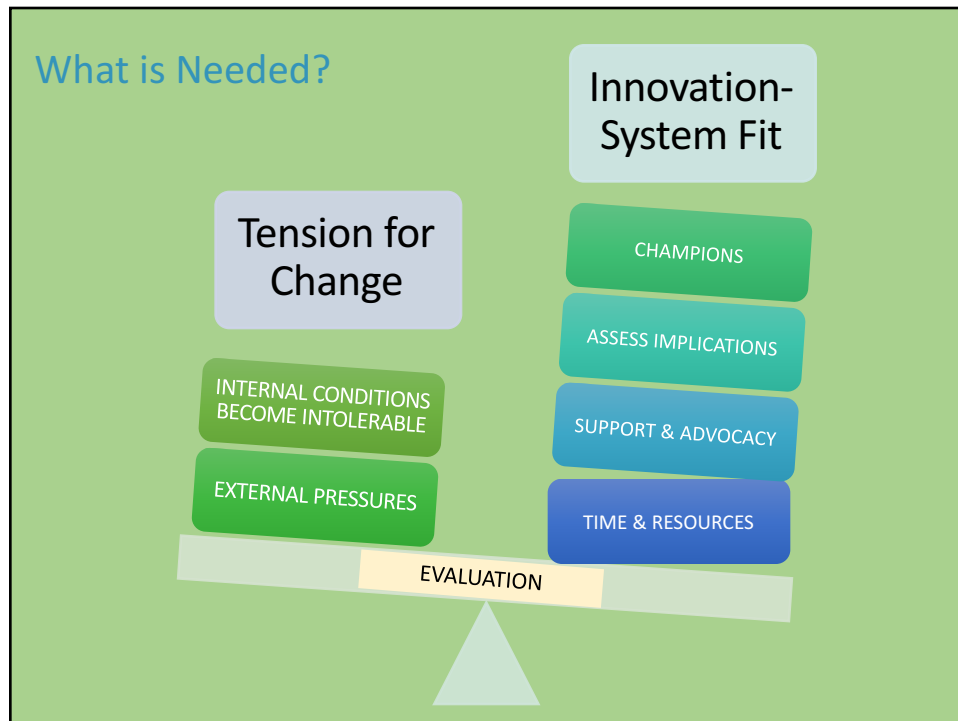 What is Needed?
Tension for
Change
INTERNAL CONDITIONS
BECOME INTOLERABLE
EXTERNAL PRESSURES
Innovation-
System Fit
CHAMPIONS
ASSESS IMPLICATIONS
SUPPORT & ADVOCACY
TIME & RESOURCES
EVALUATION